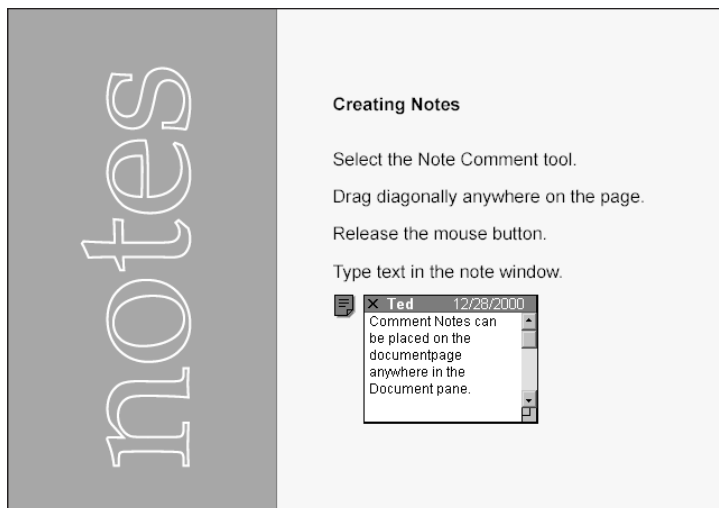 notes
Creating Notes
Select the Note Comment tool.
Drag diagonally anywhere on the page.
Release the mouse button.
Type text in the note window.
× Ted 12/28/2000
Comment Notes can
be placed on the
documentpage
anywhere in the
Document pane.